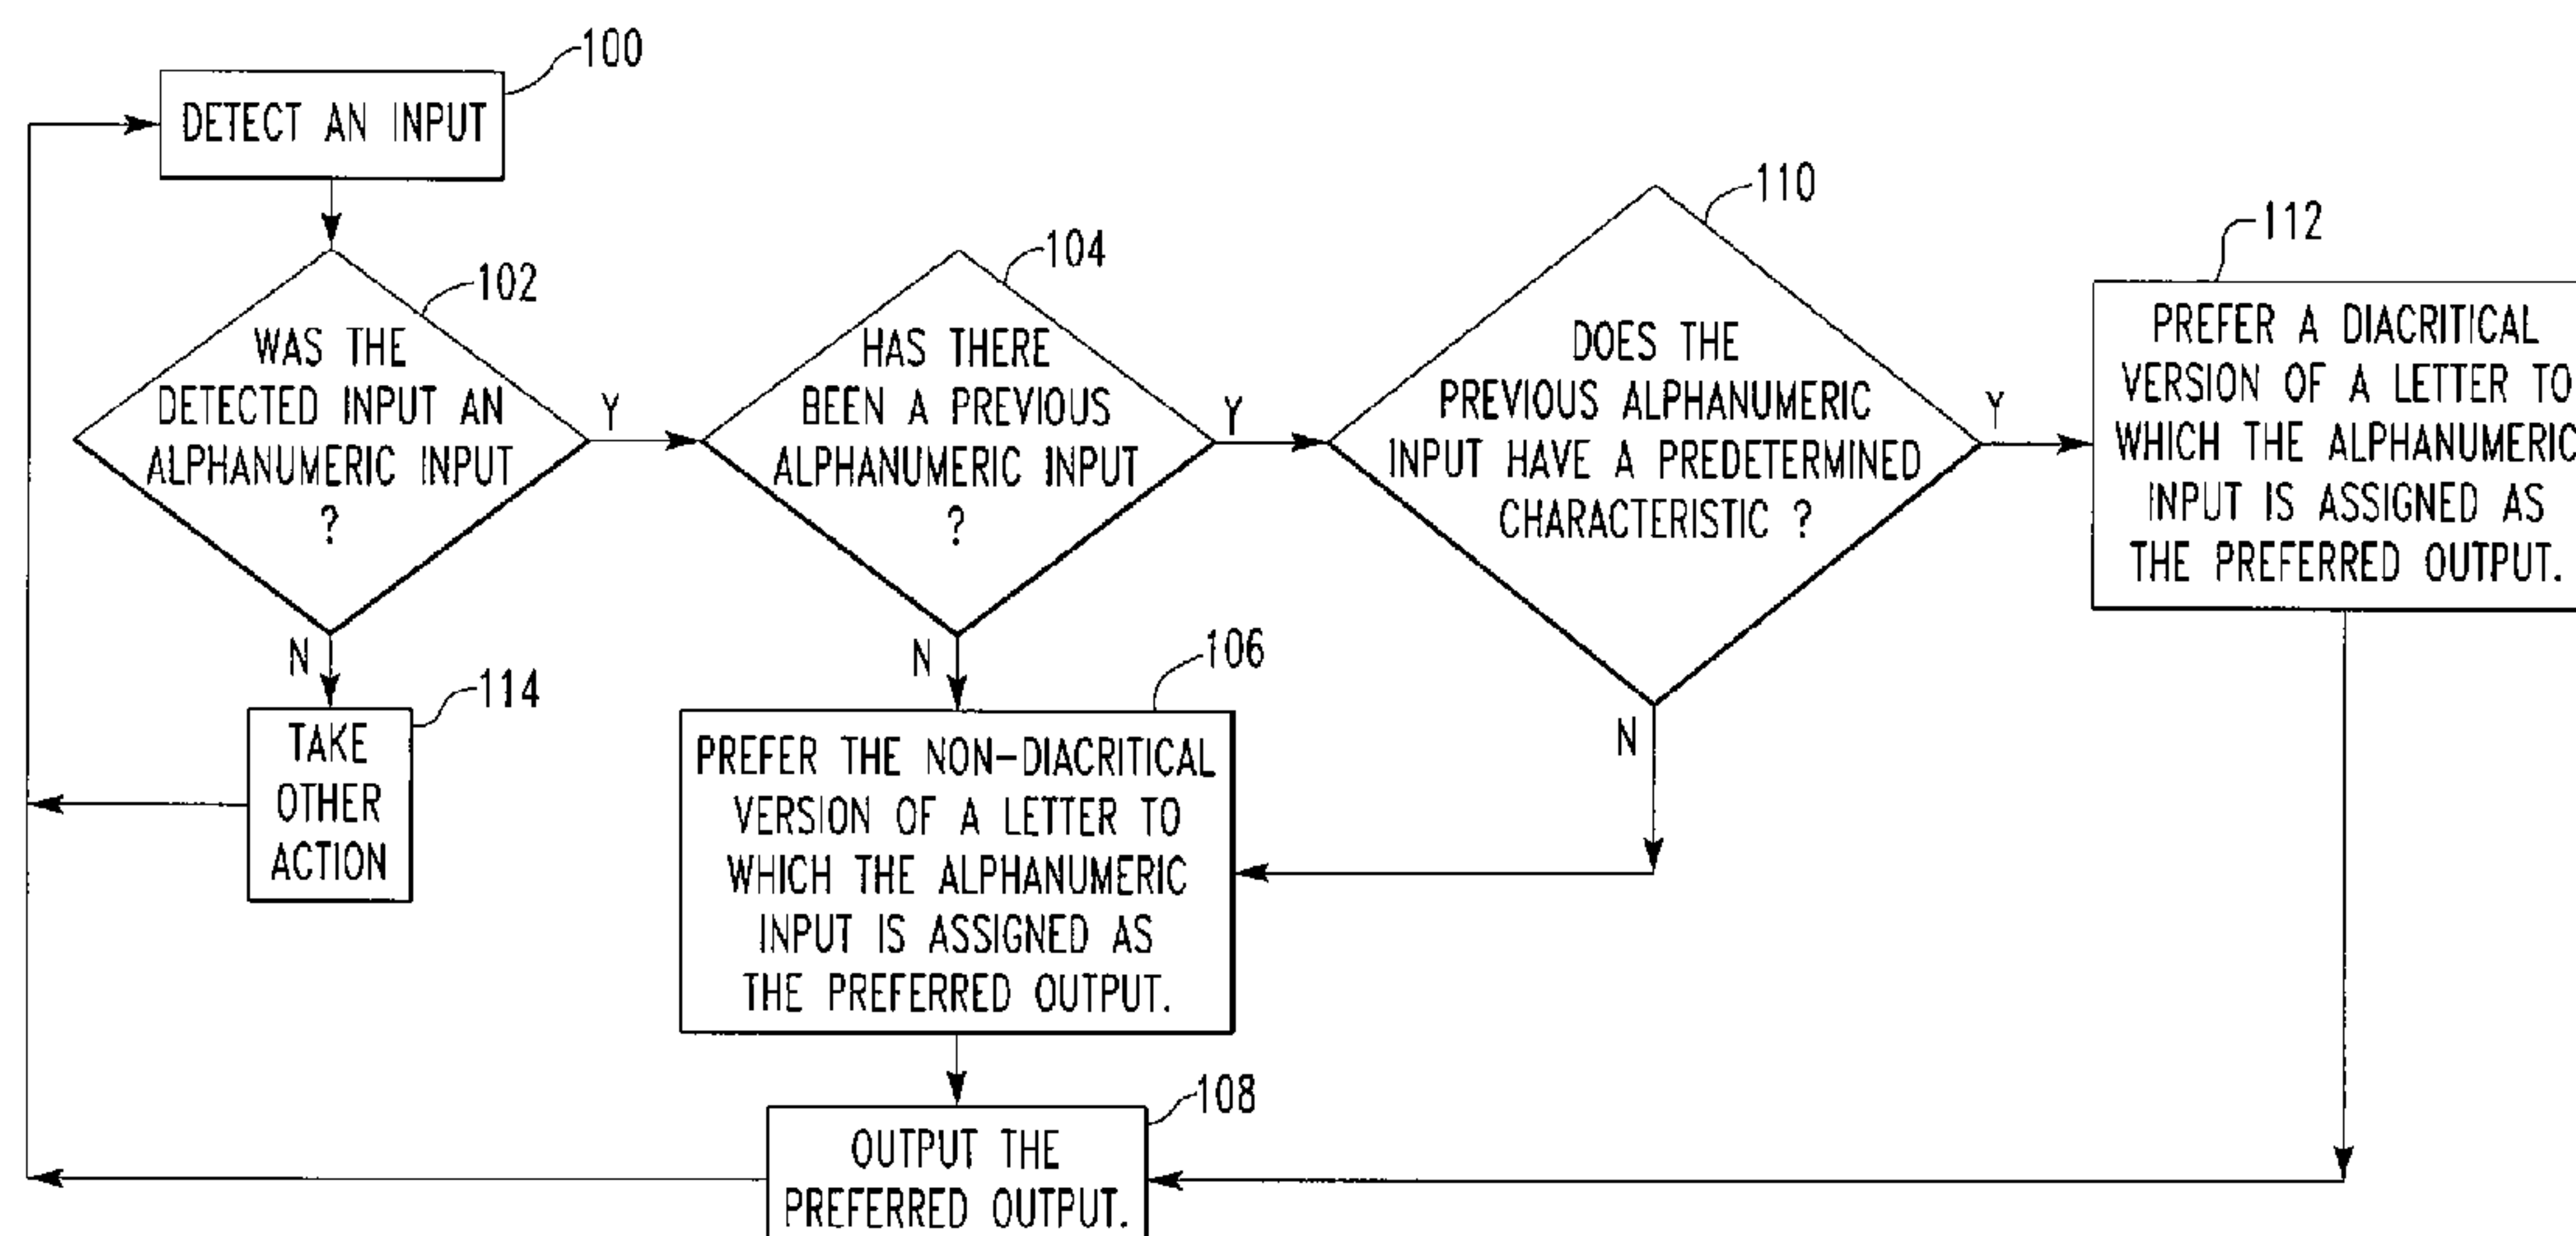 100
DETECT AN INPUT
102
WAS THE
DETECTED INPUT AN
ALPHANUMERIC INPUT
?
Y
N
104
HAS THERE
BEEN A PREVIOUS
ALPHANUMERIC INPUT
?
Y
N
110
DOES THE
PREVIOUS ALPHANUMERIC
INPUT HAVE A PREDETERMINED
CHARACTERISTIC ?
Y
N
112
PREFER A DIACRITICAL
VERSION OF A LETTER TO
WHICH THE ALPHANUMERIC
INPUT IS ASSIGNED AS
THE PREFERRED OUTPUT.
114
TAKE
OTHER
ACTION
106
PREFER THE NON-DIACRITICAL
VERSION OF A LETTER TO
WHICH THE ALPHANUMERIC
INPUT IS ASSIGNED AS
THE PREFERRED OUTPUT.
108
OUTPUT THE
PREFERRED OUTPUT.